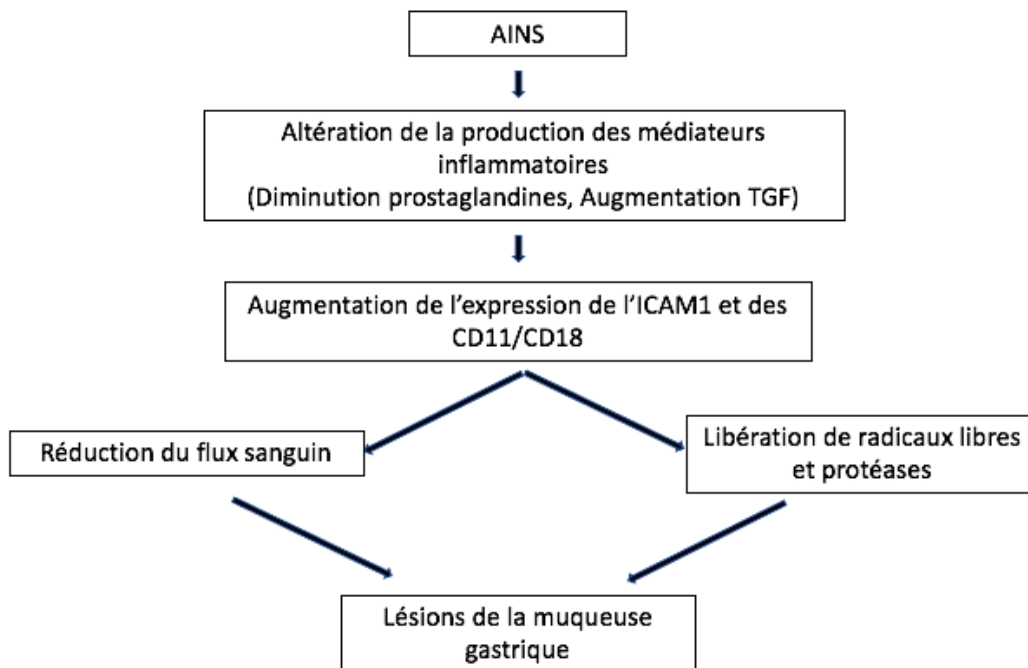 AINS
Altération de la production des médiateurs
inflammatoires
(Diminution prostaglandines, Augmentation TGF)
Augmentation de l'expression de l'ICAM1 et des
CD11/CD18
Réduction du flux sanguin
Libération de radicaux libres
et protéases
Lésions de la muqueuse
gastrique